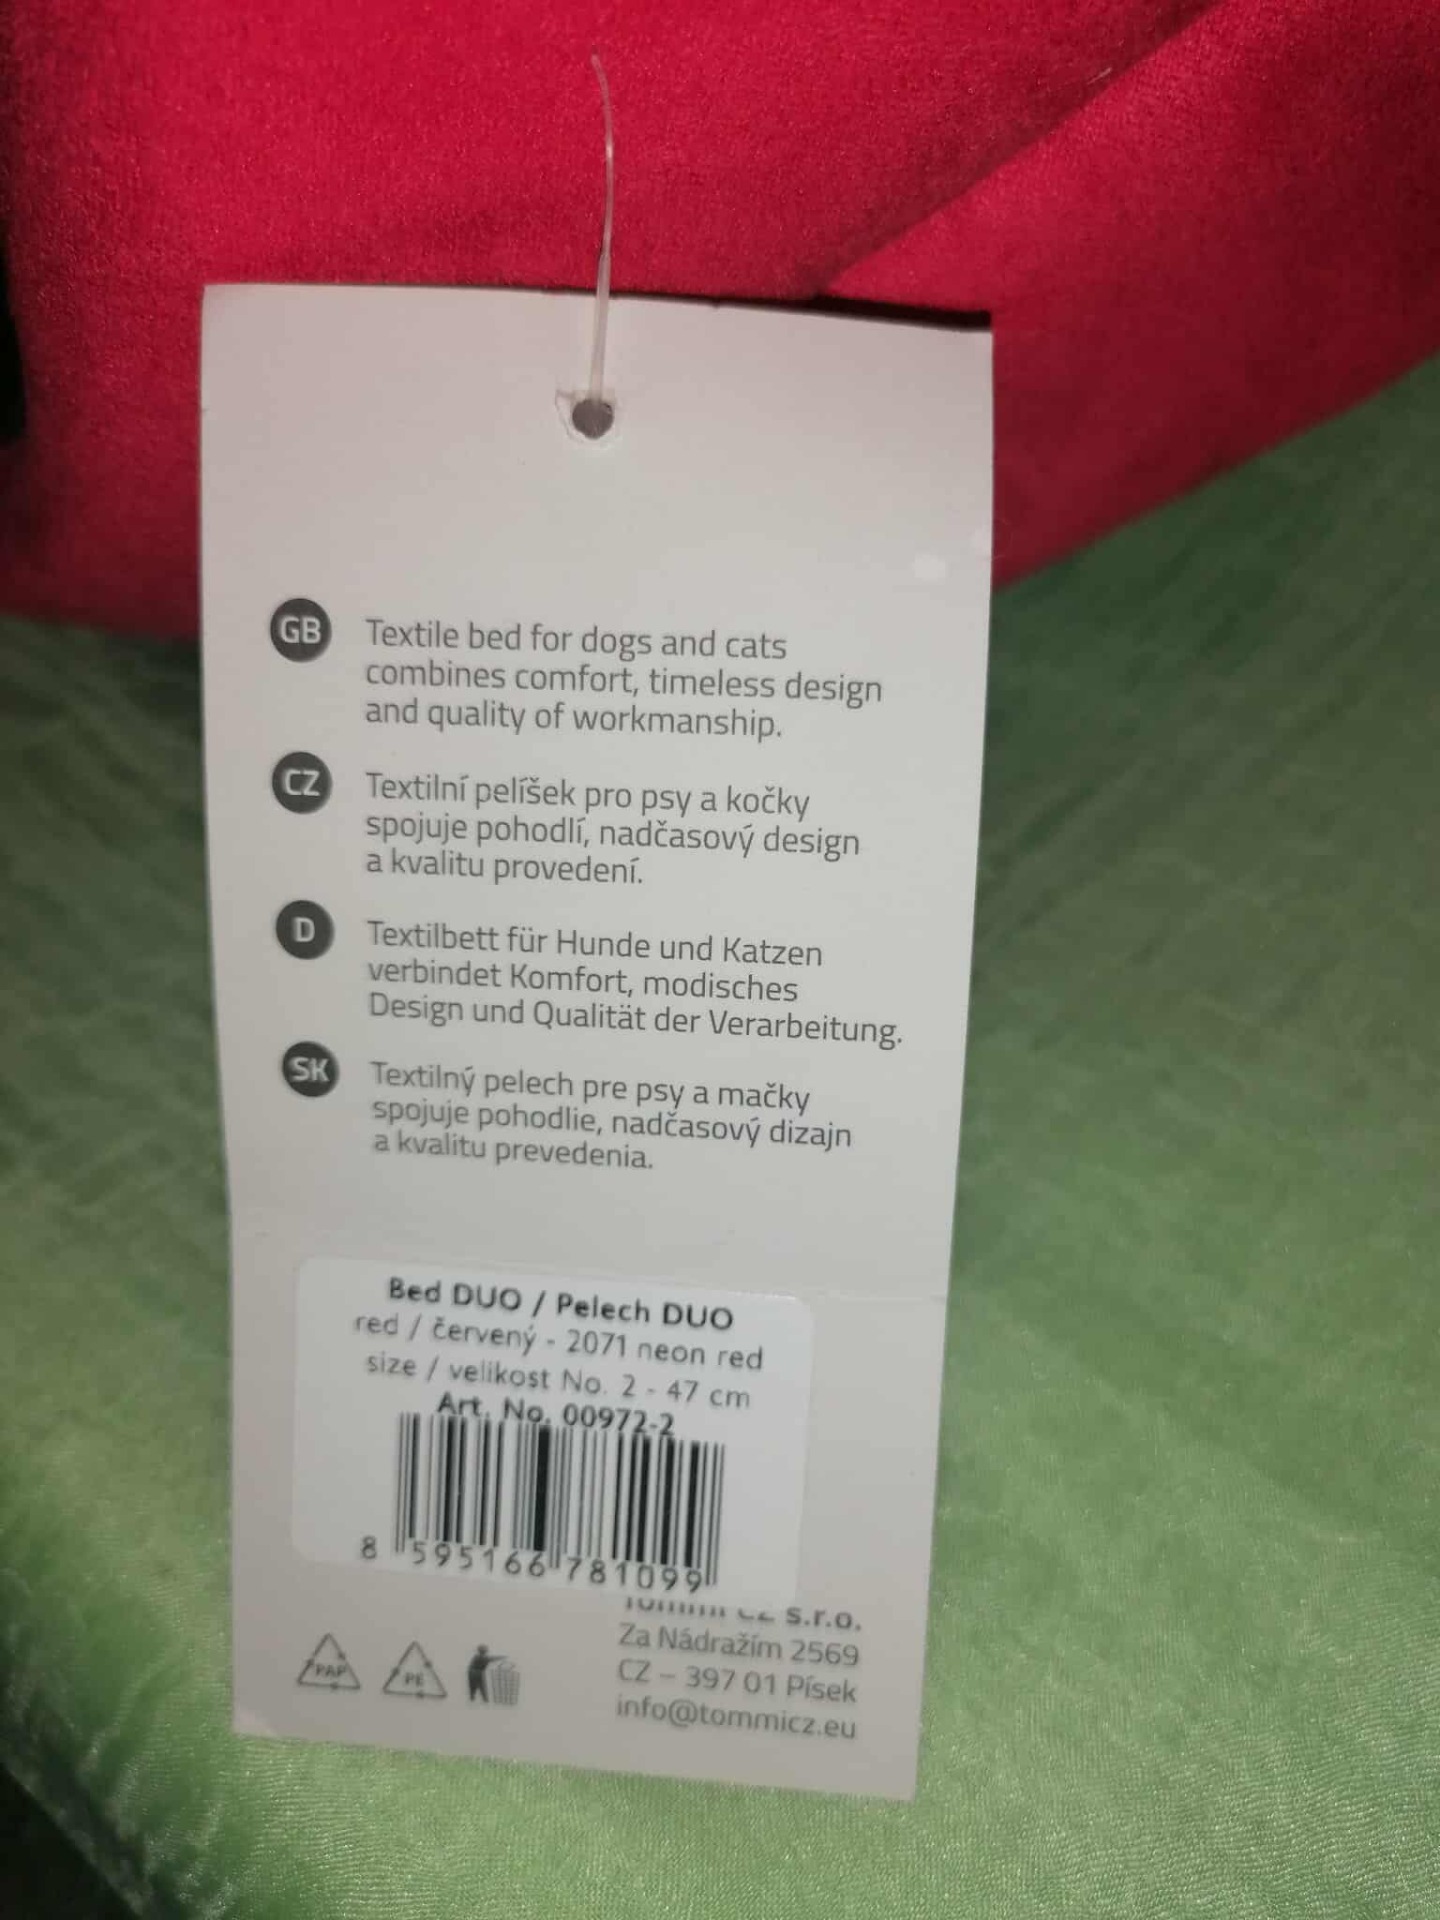 GB
Textile bed for dogs and cats
combines comfort, timeless design
and quality of workmanship.
CZ
Textilní pelíšek pro psy a kočky
spojuje pohodlí, nadčasový design
a kvalitu provedení.
D
Textilbett für Hunde und Katzen
verbindet Komfort, modisches
Design und Qualität der Verarbeitung.
SK
Textilný pelech pre psy a mačky
spojuje pohodlie, nadčasový dizajn
a kvalitu prevedenia.
Bed DUO / Pelech DUO
red / červený - 2071 neon red
size / velikost No. 2 - 47 cm
Art. No. 00972-2
8 595166 781099
PAP
PE
s.r.o.
Za Nádražím 2569
CZ – 397 01 Písek
info@tommicz.eu